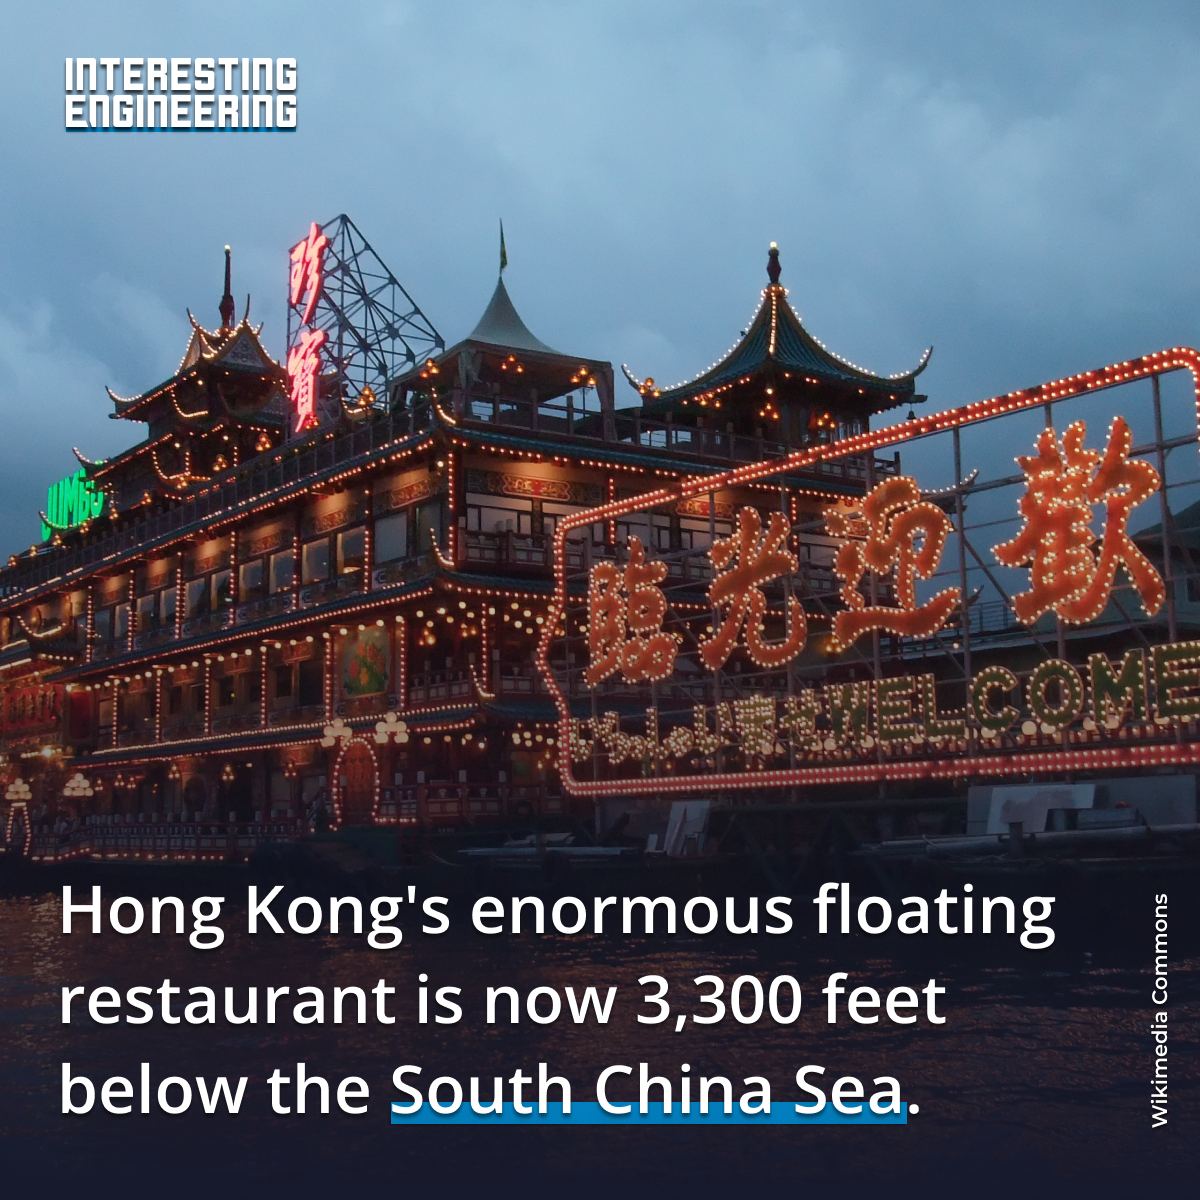 INTERESTING
ENGINEERING
珍
寶
JUMBO
歡迎光臨
WELCOME
Hong Kong's enormous floating
restaurant is now 3,300 feet
below the South China Sea.
Wikimedia Commons